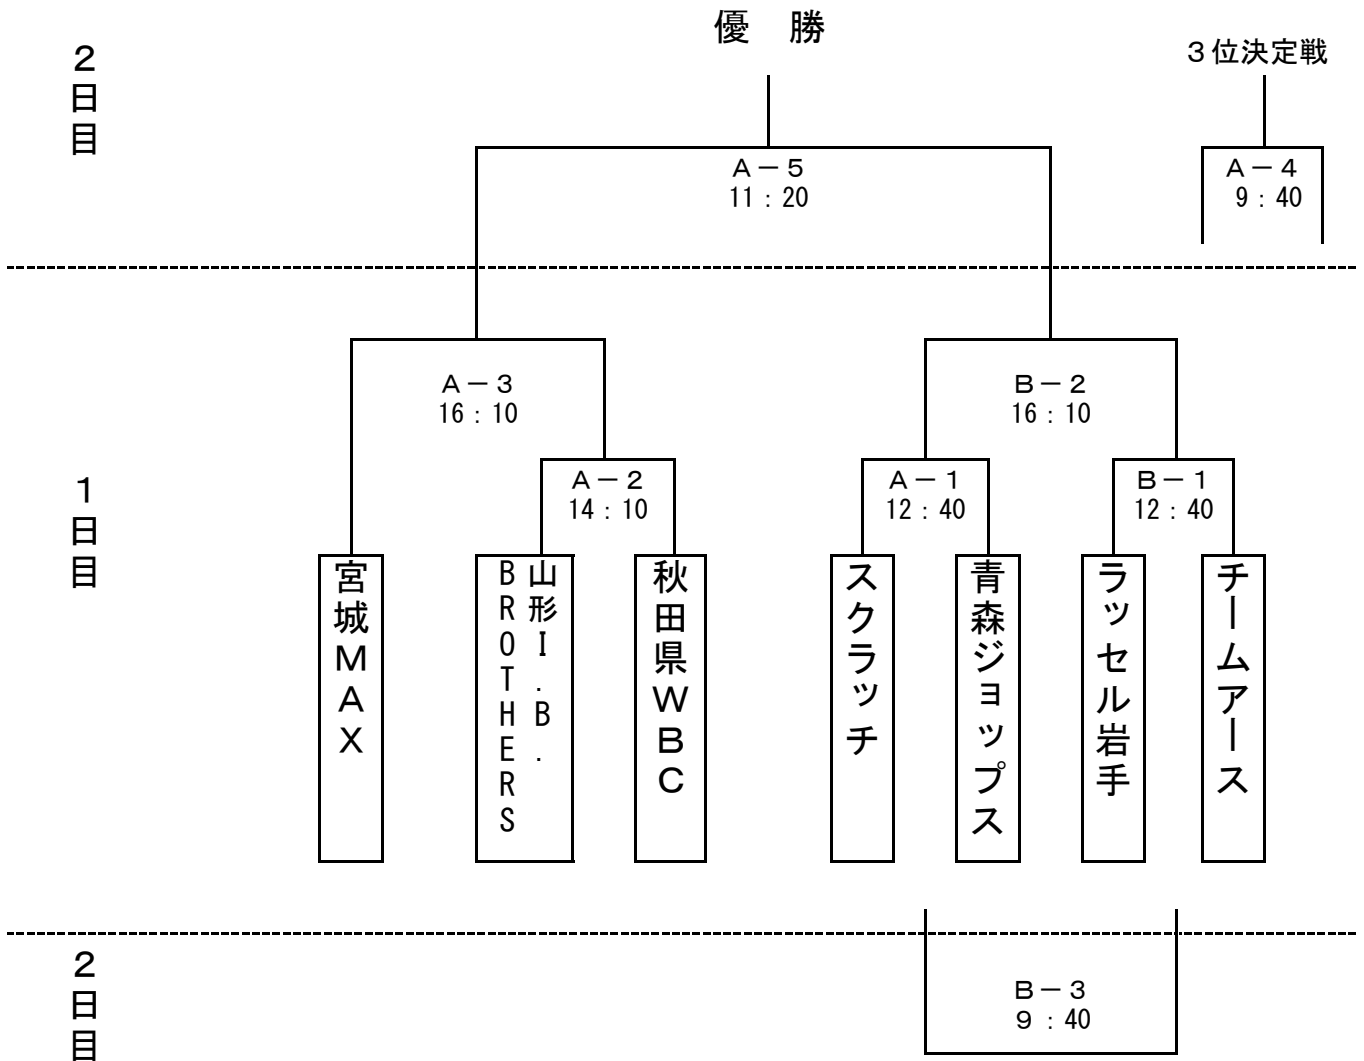 優　勝
３位決定戦
２日目
Ａ－５
11：20
Ａ－４
9：40
Ａ－３
16：10
Ｂ－２
16：10
１日目
Ａ－２
14：10
Ａ－１
12：40
Ｂ－１
12：40
宮城ＭＡＸ
山形I.B.
BROTHERS
秋田県ＷＢＣ
スクラッチ
青森ジョップス
ラッセル岩手
チームアース
２日目
Ｂ－３
９：40